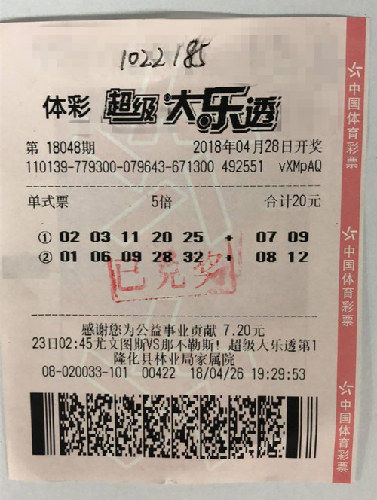 1022185
体彩 超级大乐透
第 18048期 2018年04月28日开奖
110139-779300-079643-671300 492551 vXMpAQ
单式票 5倍 合计20元
① 02 03 11 20 25 + 07 09
② 01 06 09 28 32 + 08 12
已兑奖
感谢您为公益事业贡献 7.20元
23日02:45尤文图斯VS那不勒斯! 超级大乐透第1
隆化县林业局家属院
08-020033-101 00422 18/04/26 19:29:53
中国体育彩票
中国体育彩票
中国体育彩票